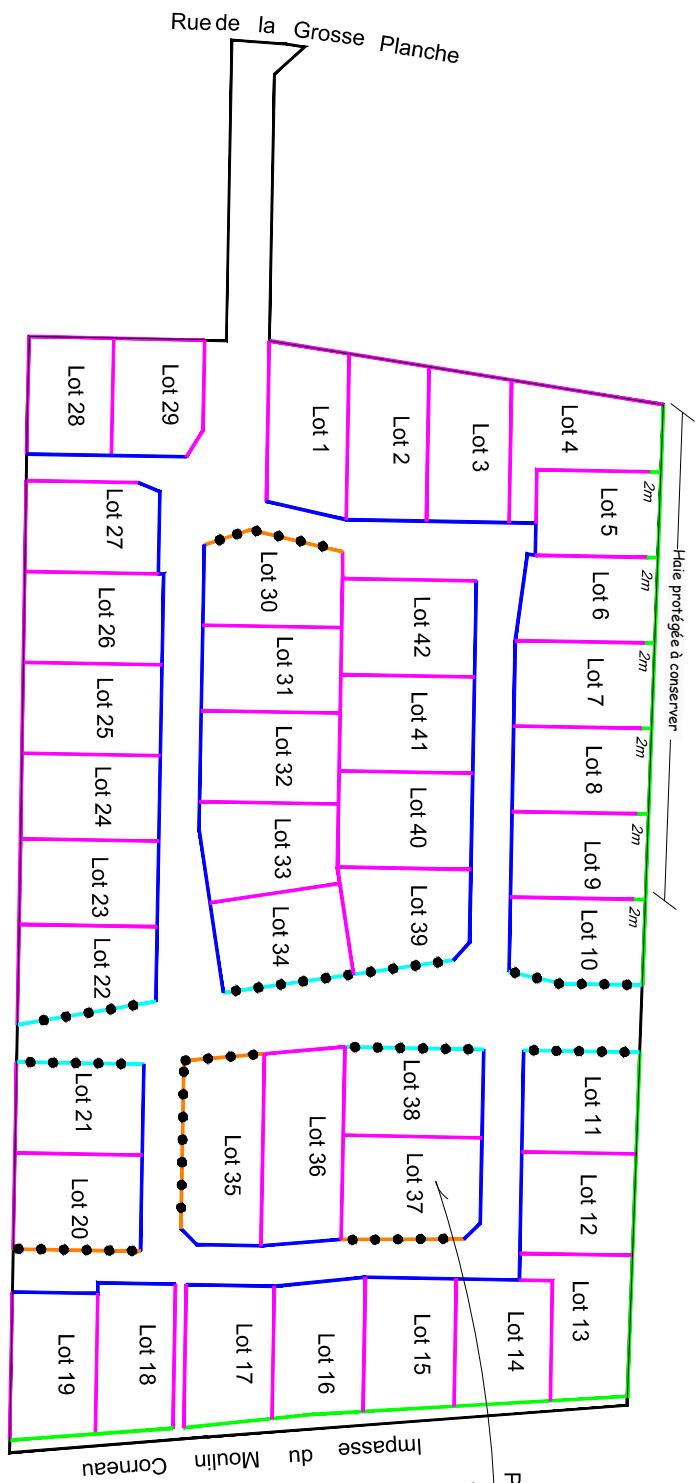 Rue de la Grosse Planche
Lot 28
Lot 29
Lot 1
Lot 2
Lot 3
Lot 4
2m
Lot 5
Haie protégée à conserver
Lot 27
Lot 30
2m
Lot 6
Lot 26
Lot 31
Lot 42
2m
Lot 7
Lot 25
Lot 32
Lot 41
2m
Lot 8
Lot 24
Lot 33
Lot 40
2m
Lot 9
Lot 23
Lot 34
Lot 39
2m
Lot 10
Lot 22
Lot 21
Lot 38
Lot 11
Lot 35
Lot 36
Lot 37
Lot 20
Lot 12
Lot 19
Lot 18
Lot 17
Lot 16
Lot 15
Lot 14
Lot 13
Impasse du Moulin Corneau